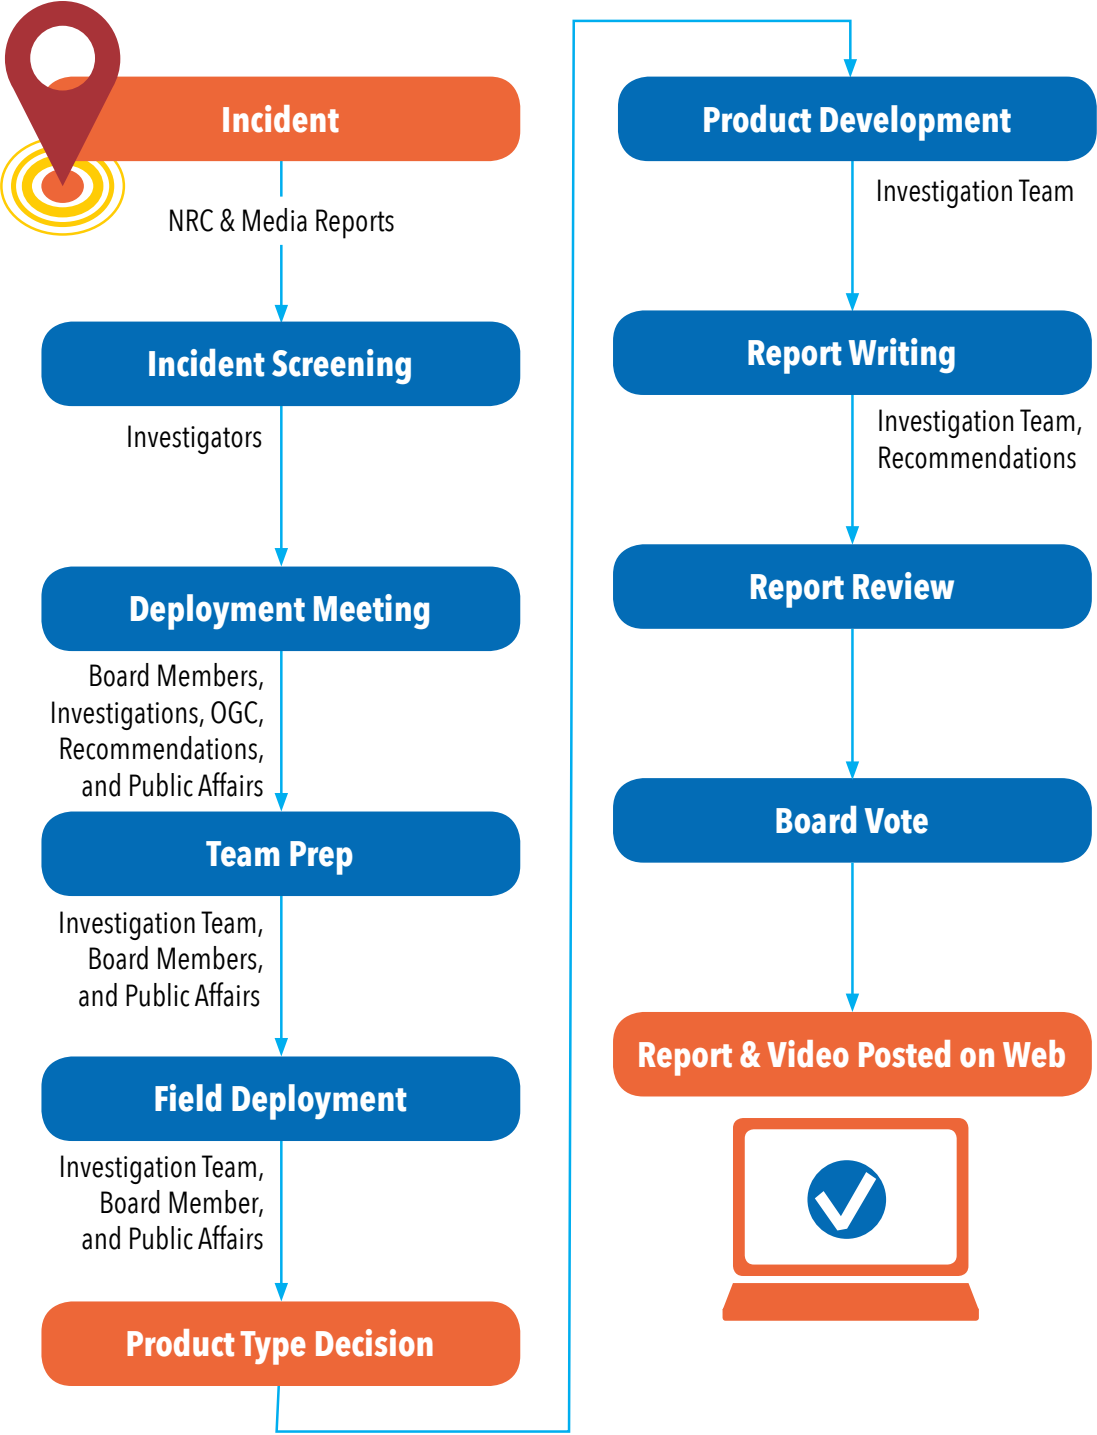 Incident
NRC & Media Reports
Incident Screening
Investigators
Deployment Meeting
Board Members,
Investigations, OGC,
Recommendations,
and Public Affairs
Team Prep
Investigation Team,
Board Members,
and Public Affairs
Field Deployment
Investigation Team,
Board Member,
and Public Affairs
Product Type Decision
Product Development
Investigation Team
Report Writing
Investigation Team,
Recommendations
Report Review
Board Vote
Report & Video Posted on Web